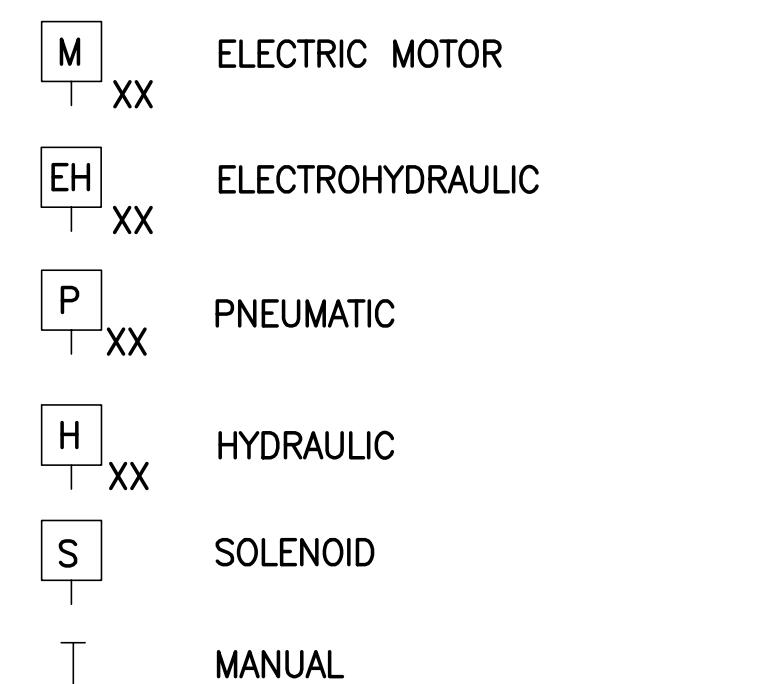 M ELECTRIC MOTOR
XX
EH ELECTROHYDRAULIC
XX
P PNEUMATIC
XX
H HYDRAULIC
XX
S SOLENOID
MANUAL